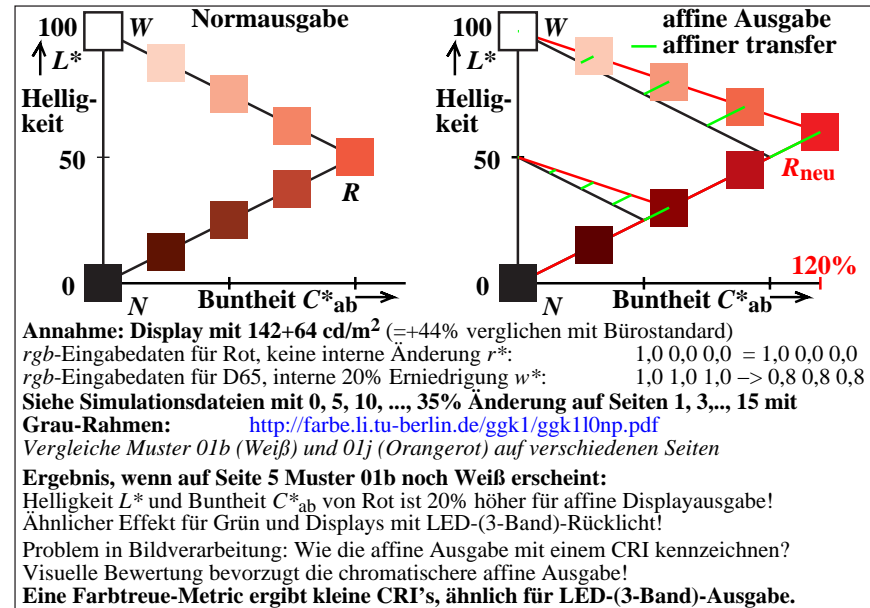 100 W Normausgabe
L*
Hellig-
keit
50
R
0
N Buntheit C*ab
100 W affine Ausgabe
affiner transfer
L*
Hellig-
keit
50
Rneu
120%
0
N Buntheit C*ab
Annahme: Display mit 142+64 cd/m2 (=+44% verglichen mit Bürostandard)
rgb-Eingabedaten für Rot, keine interne Änderung r*: 1,0 0,0 0,0 = 1,0 0,0 0,0
rgb-Eingabedaten für D65, interne 20% Erniedrigung w*: 1,0 1,0 1,0 –> 0,8 0,8 0,8
Siehe Simulationsdateien mit 0, 5, 10, ..., 35% Änderung auf Seiten 1, 3,.., 15 mit
Grau-Rahmen: http://farbe.li.tu-berlin.de/ggk1/ggk1l0np.pdf
Vergleiche Muster 01b (Weiß) und 01j (Orangerot) auf verschiedenen Seiten
Ergebnis, wenn auf Seite 5 Muster 01b noch Weiß erscheint:
Helligkeit L* und Buntheit C*ab von Rot ist 20% höher für affine Displayausgabe!
Ähnlicher Effekt für Grün und Displays mit LED-(3-Band)-Rücklicht!
Problem in Bildverarbeitung: Wie die affine Ausgabe mit einem CRI kennzeichnen?
Visuelle Bewertung bevorzugt die chromatischere affine Ausgabe!
Eine Farbtreue-Metric ergibt kleine CRI's, ähnlich für LED-(3-Band)-Ausgabe.